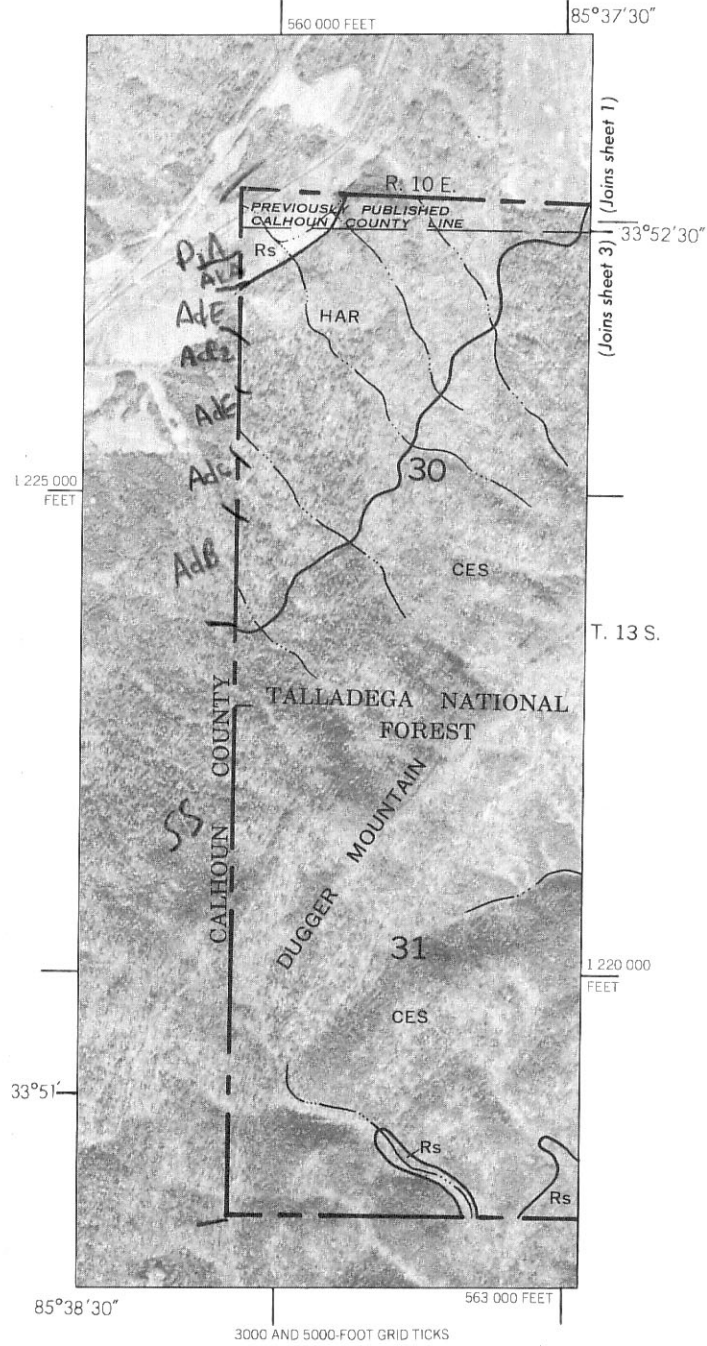 560 000 FEET
85°37'30"
(Joins sheet 1)
R. 10 E.
PREVIOUSLY PUBLISHED
CALHOUN COUNTY LINE
33°52'30"
(Joins sheet 3)
Rs
AdE
HAR
AdE
30
1 225 000
FEET
AdB
CES
T. 13 S.
TALLADEGA NATIONAL
FOREST
CALHOUN COUNTY
SS
DUGGER MOUNTAIN
31
1 220 000
FEET
CES
33°51'
Rs
Rs
85°38'30"
563 000 FEET
3000 AND 5000-FOOT GRID TICKS